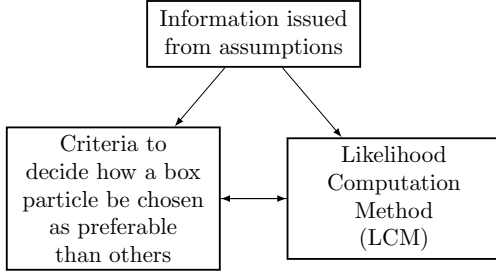 Information issued
from assumptions
Criteria to
decide how a box
particle be chosen
as preferable
than others
Likelihood
Computation
Method
(LCM)